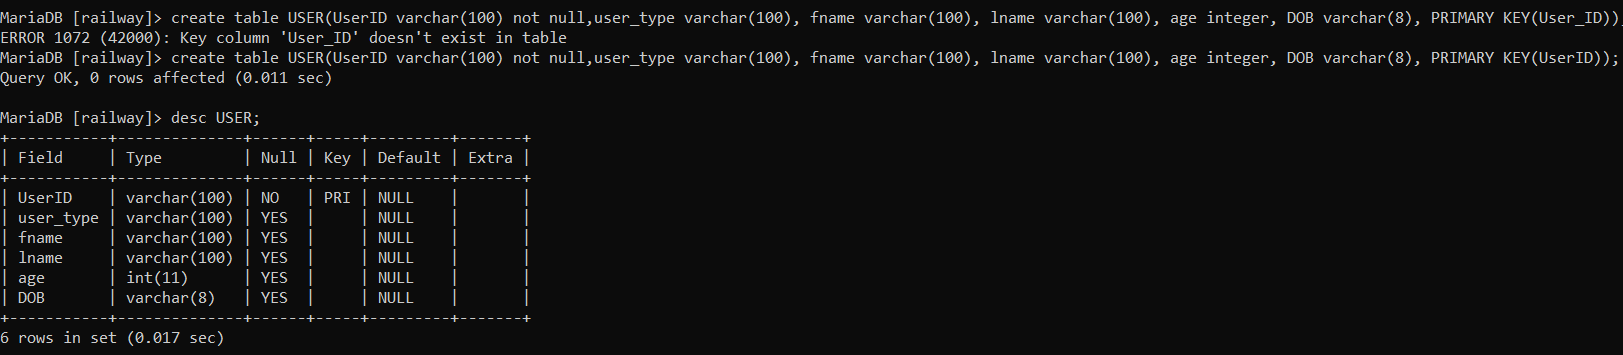 MariaDB [railway]> create table USER(UserID varchar(100) not null,user_type varchar(100), fname varchar(100), lname varchar(100), age integer, DOB varchar(8), PRIMARY KEY(User_ID));
ERROR 1072 (42000): Key column 'User_ID' doesn't exist in table
MariaDB [railway]> create table USER(UserID varchar(100) not null,user_type varchar(100), fname varchar(100), lname varchar(100), age integer, DOB varchar(8), PRIMARY KEY(UserID));
Query OK, 0 rows affected (0.011 sec)

MariaDB [railway]> desc USER;
+-----------+--------------+------+-----+---------+-------+
| Field     | Type         | Null | Key | Default | Extra |
+-----------+--------------+------+-----+---------+-------+
| UserID    | varchar(100) | NO   | PRI | NULL    |       |
| user_type | varchar(100) | YES  |     | NULL    |       |
| fname     | varchar(100) | YES  |     | NULL    |       |
| lname     | varchar(100) | YES  |     | NULL    |       |
| age       | int(11)      | YES  |     | NULL    |       |
| DOB       | varchar(8)   | YES  |     | NULL    |       |
+-----------+--------------+------+-----+---------+-------+
6 rows in set (0.017 sec)